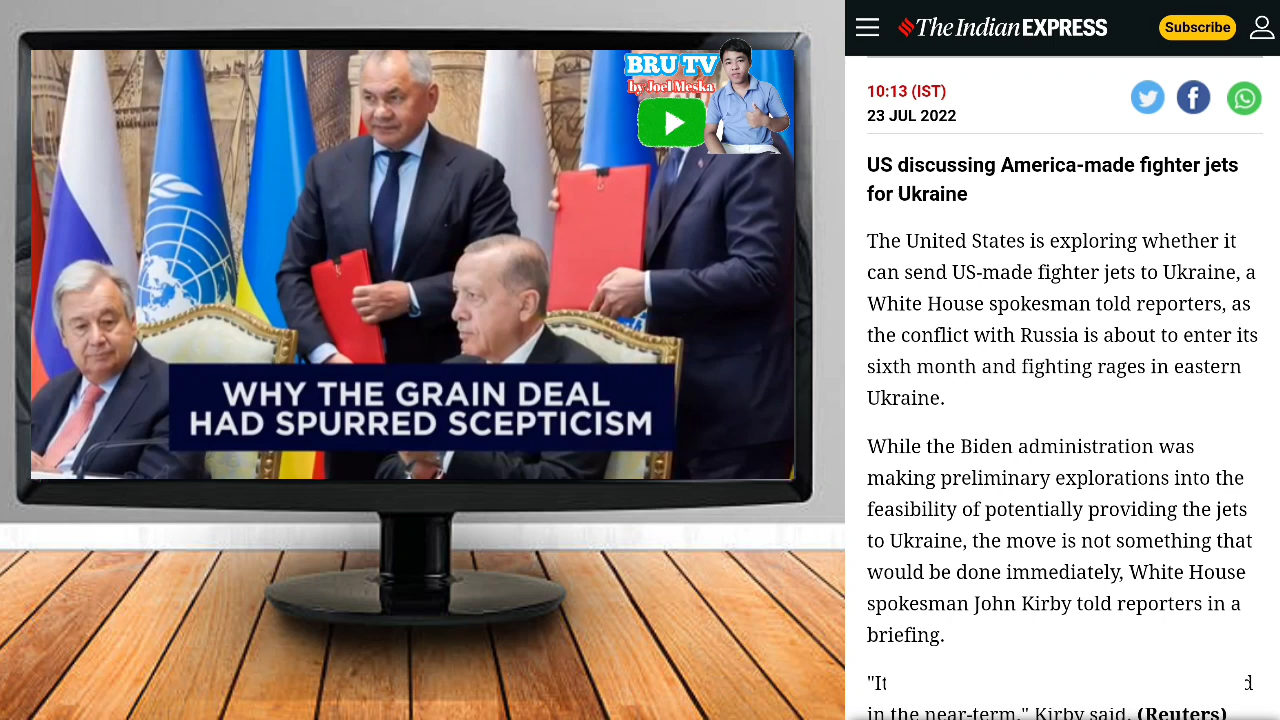 BRU TV
by Joel Meska
WHY THE GRAIN DEAL
HAD SPURRED SCEPTICISM
The Indian EXPRESS
Subscribe
10:13 (IST)
23 JUL 2022
US discussing America-made fighter jets
for Ukraine
The United States is exploring whether it
can send US-made fighter jets to Ukraine, a
White House spokesman told reporters, as
the conflict with Russia is about to enter its
sixth month and fighting rages in eastern
Ukraine.
While the Biden administration was
making preliminary explorations into the
feasibility of potentially providing the jets
to Ukraine, the move is not something that
would be done immediately, White House
spokesman John Kirby told reporters in a
briefing.
"It
in the near-term," Kirby said. (Reuters)